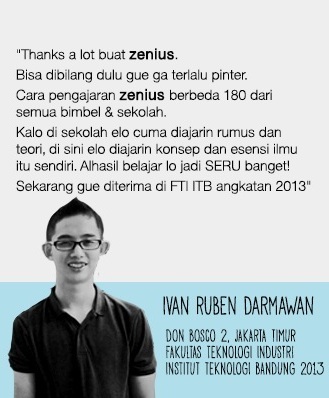 "Thanks a lot buat zenius.
Bisa dibilang dulu gue ga terlalu pinter.
Cara pengajaran zenius berbeda 180 dari
semua bimbel & sekolah.
Kalo di sekolah elo cuma diajarin rumus dan
teori, di sini elo diajarin konsep dan esensi ilmu
itu sendiri. Alhasil belajar lo jadi SERU banget!
Sekarang gue diterima di FTI ITB angkatan 2013"
IVAN RUBEN DARMAWAN
DON BOSCO 2, JAKARTA TIMUR
FAKULTAS TEKNOLOGI INDUSTRI
INSTITUT TEKNOLOGI BANDUNG 2013